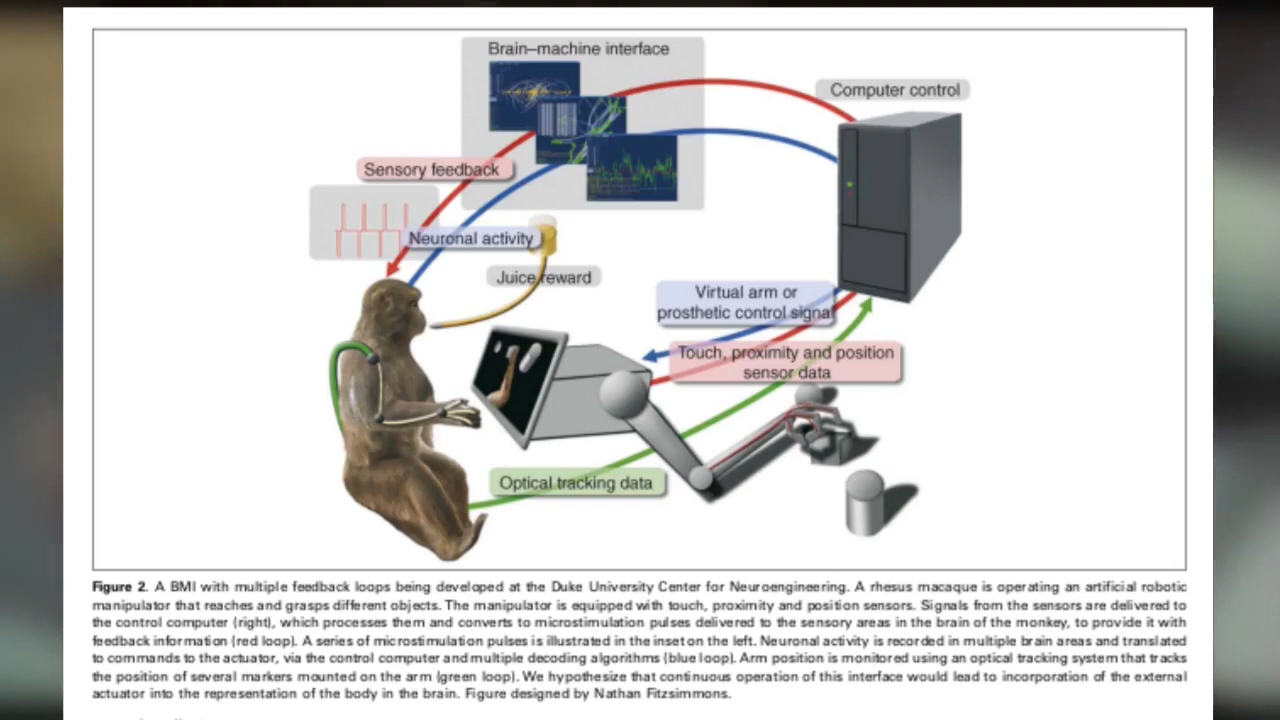 Brain–machine interface
Computer control
Sensory feedback
Neuronal activity
Juice reward
Virtual arm or
prosthetic control signal
Touch, proximity and position
sensor data
Optical tracking data
Figure 2. A BMI with multiple feedback loops being developed at the Duke University Center for Neuroengineering. A rhesus macaque is operating an artificial robotic
manipulator that reaches and grasps different objects. The manipulator is equipped with touch, proximity and position sensors. Signals from the sensors are delivered to
the control computer (right), which processes them and converts to microstimulation pulses delivered to the sensory areas in the brain of the monkey, to provide it with
feedback information (red loop). A series of microstimulation pulses is illustrated in the inset on the left. Neuronal activity is recorded in multiple brain areas and translated
to commands to the actuator, via the control computer and multiple decoding algorithms (blue loop). Arm position is monitored using an optical tracking system that tracks
the position of several markers mounted on the arm (green loop). We hypothesize that continuous operation of this interface would lead to incorporation of the external
actuator into the representation of the body in the brain. Figure designed by Nathan Fitzsimmons.